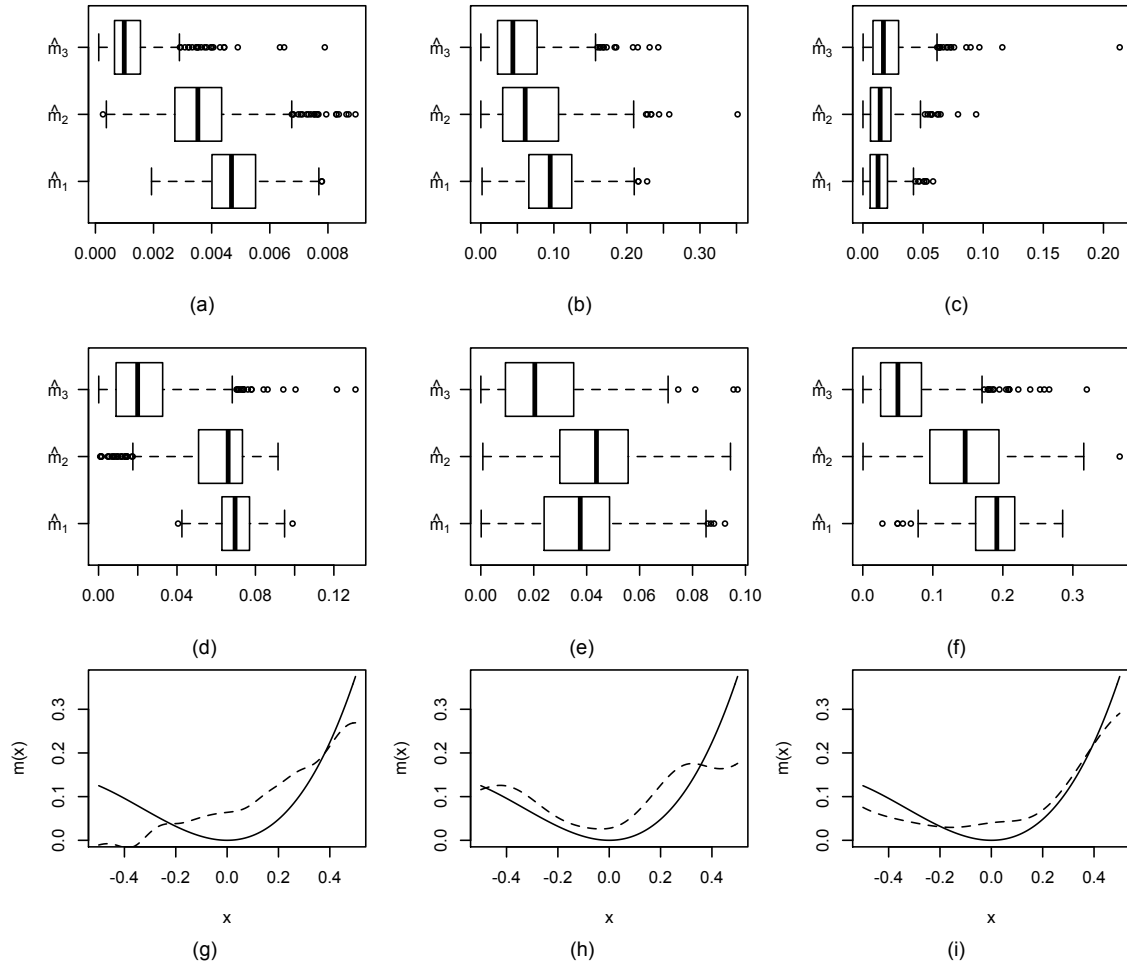 m̂3
m̂2
m̂1
0.000 0.002 0.004 0.006 0.008
(a)
m̂3
m̂2
m̂1
0.00 0.10 0.20 0.30
(b)
m̂3
m̂2
m̂1
0.00 0.05 0.10 0.15 0.20
(c)
m̂3
m̂2
m̂1
0.00 0.04 0.08 0.12
(d)
m̂3
m̂2
m̂1
0.00 0.02 0.04 0.06 0.08 0.10
(e)
m̂3
m̂2
m̂1
0.0 0.1 0.2 0.3
(f)
m(x)
0.0 0.1 0.2 0.3
-0.4 -0.2 0.0 0.2 0.4
x
(g)
m(x)
0.0 0.1 0.2 0.3
-0.4 -0.2 0.0 0.2 0.4
x
(h)
m(x)
0.0 0.1 0.2 0.3
-0.4 -0.2 0.0 0.2 0.4
x
(i)